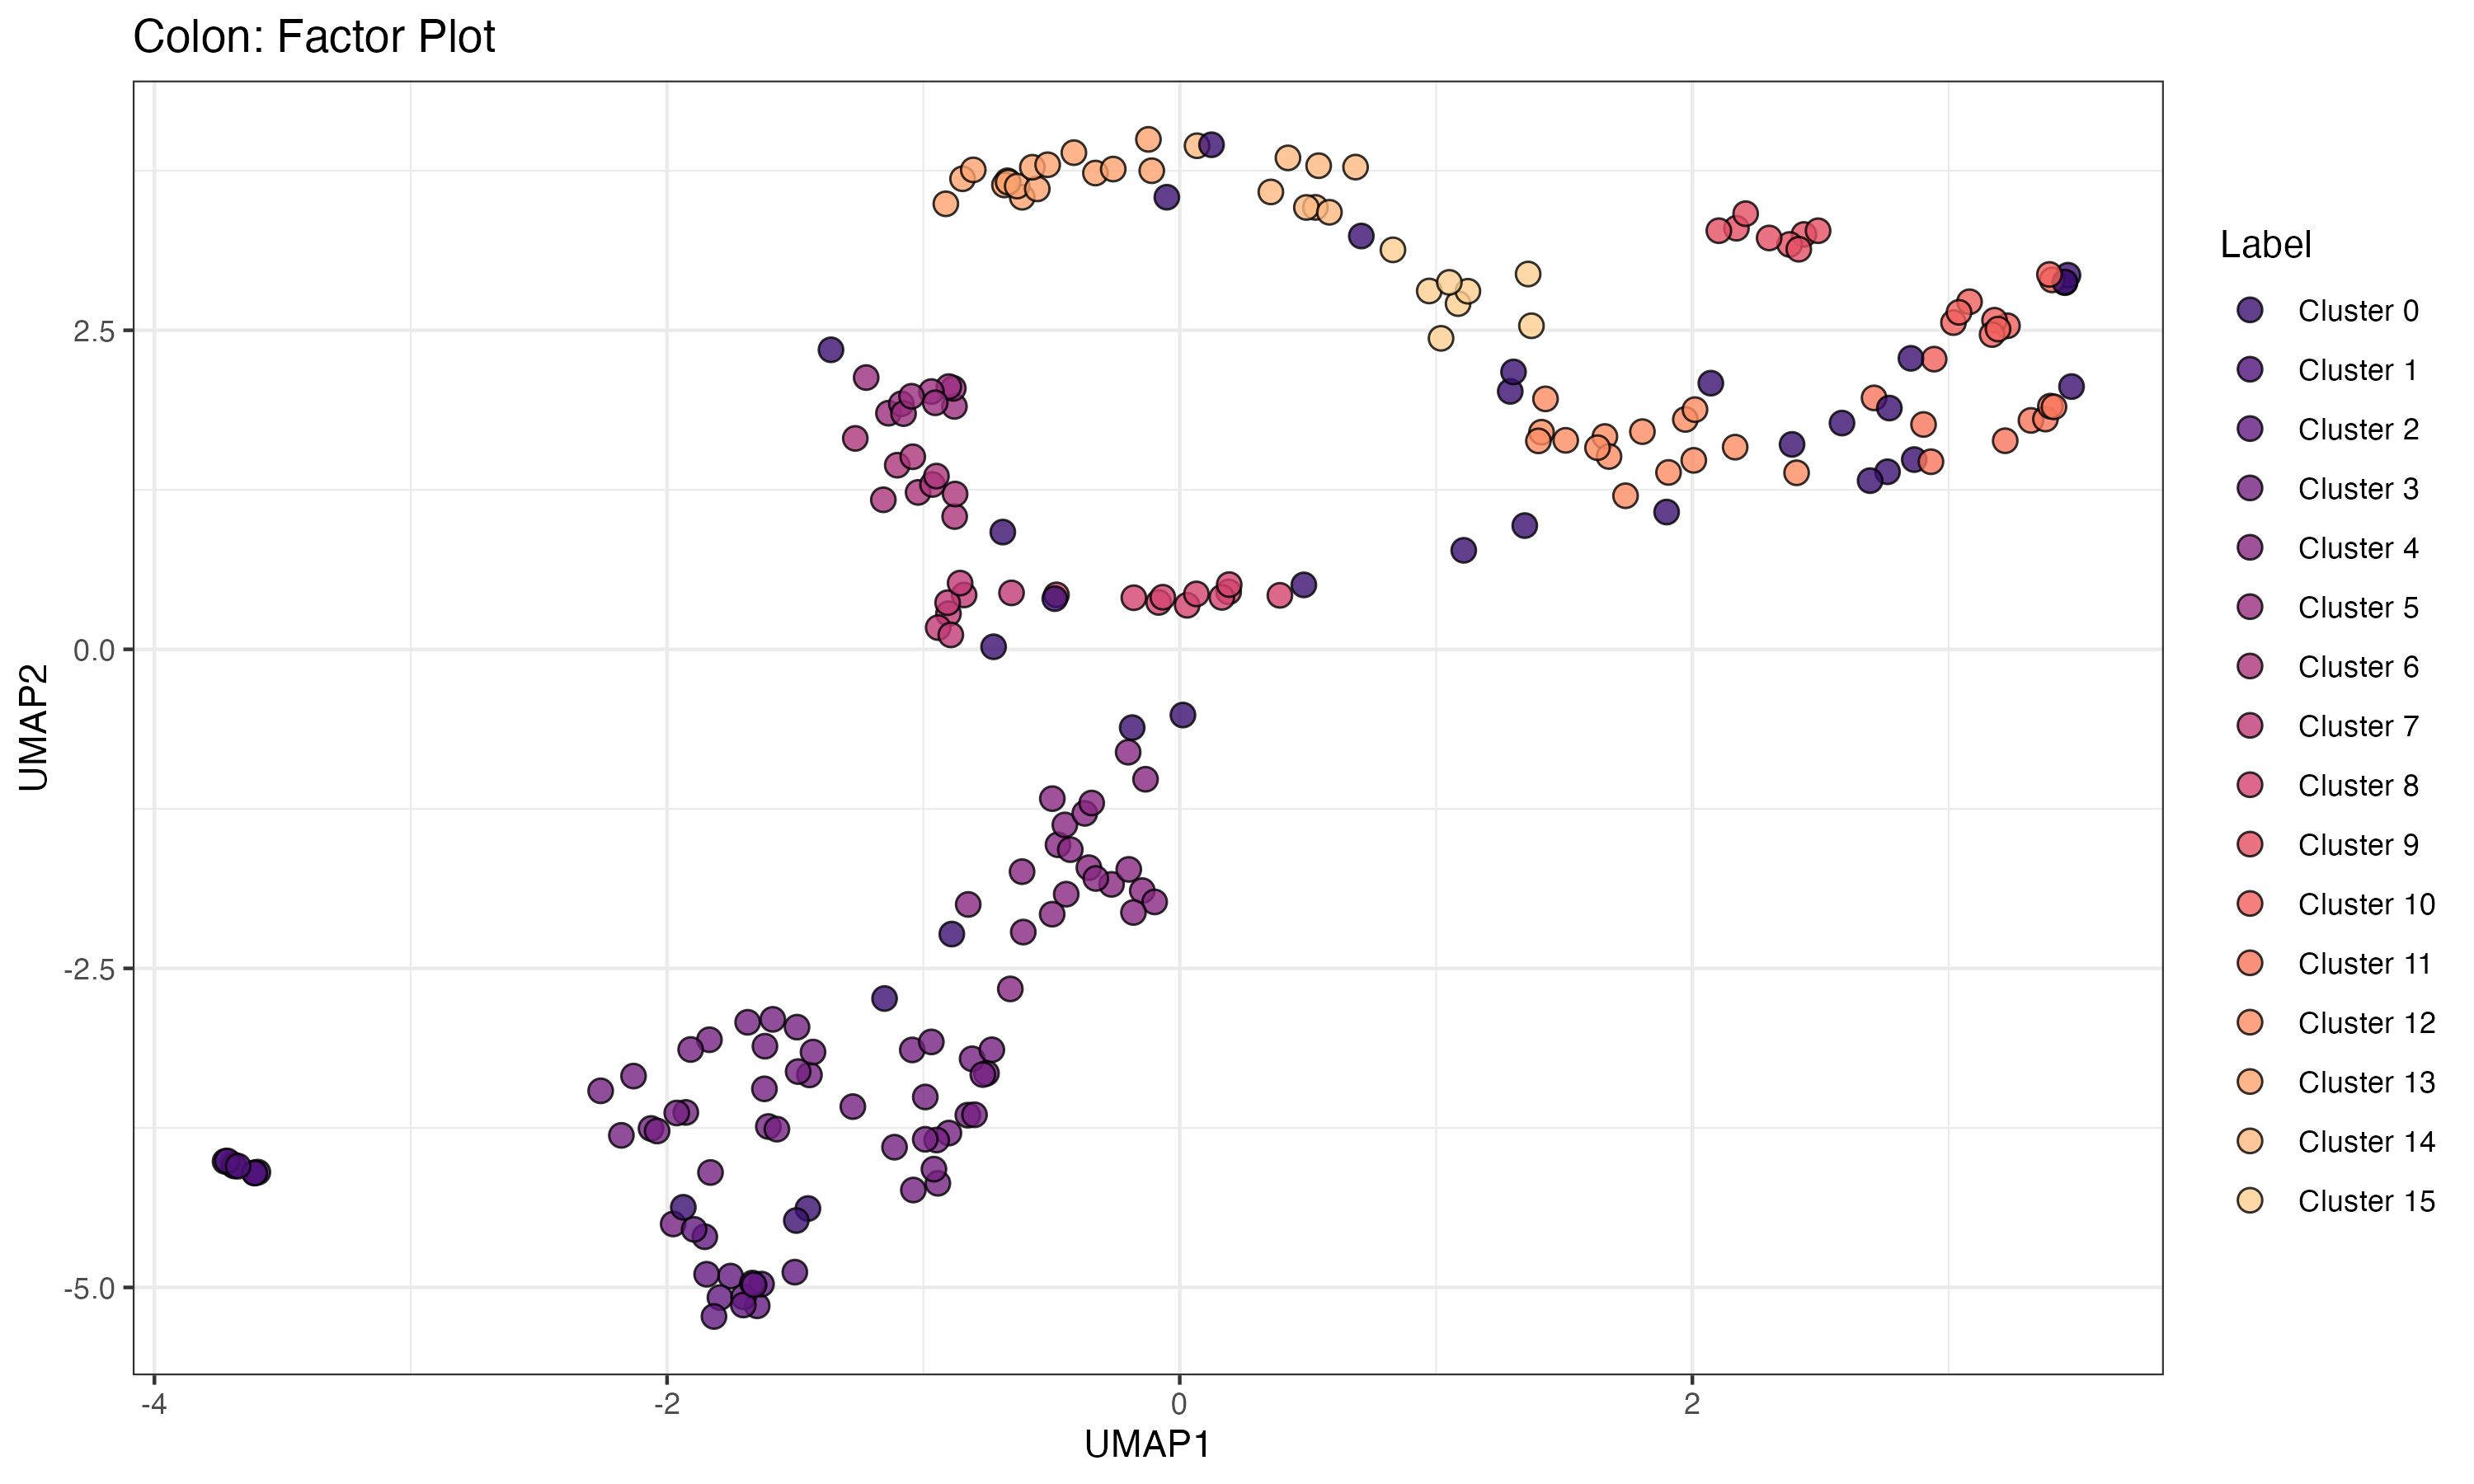 Colon: Factor Plot
UMAP2
2.5
0.0
-2.5
-5.0
-4
-2
0
2
UMAP1
Label
Cluster 0
Cluster 1
Cluster 2
Cluster 3
Cluster 4
Cluster 5
Cluster 6
Cluster 7
Cluster 8
Cluster 9
Cluster 10
Cluster 11
Cluster 12
Cluster 13
Cluster 14
Cluster 15